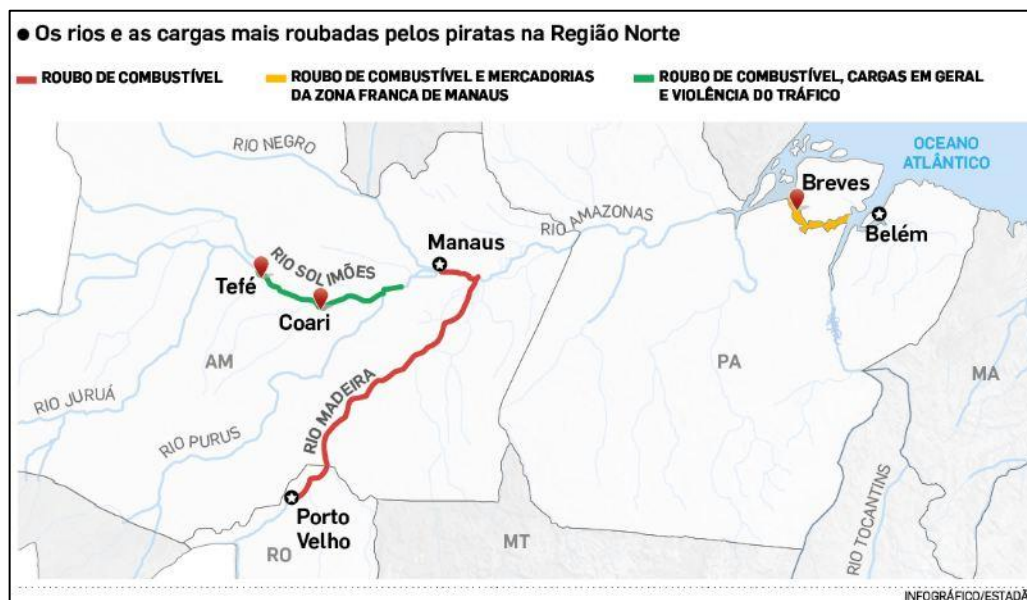 ● Os rios e as cargas mais roubadas pelos piratas na Região Norte
ROUBO DE COMBUSTÍVEL
ROUBO DE COMBUSTÍVEL E MERCADORIAS
DA ZONA FRANCA DE MANAUS
ROUBO DE COMBUSTÍVEL, CARGAS EM GERAL
E VIOLÊNCIA DO TRÁFICO
RIO NEGRO
OCEANO
ATLÂNTICO
Breves
RIO AMAZONAS
Belém
Manaus
RIO SOLIMÕES
Tefé
Coari
AM
PA
MA
RIO JURUÁ
RIO MADEIRA
RIO PURUS
Porto
Velho
RO
MT
RIO TOCANTINS
INFOGRÁFICO/ESTADÃ